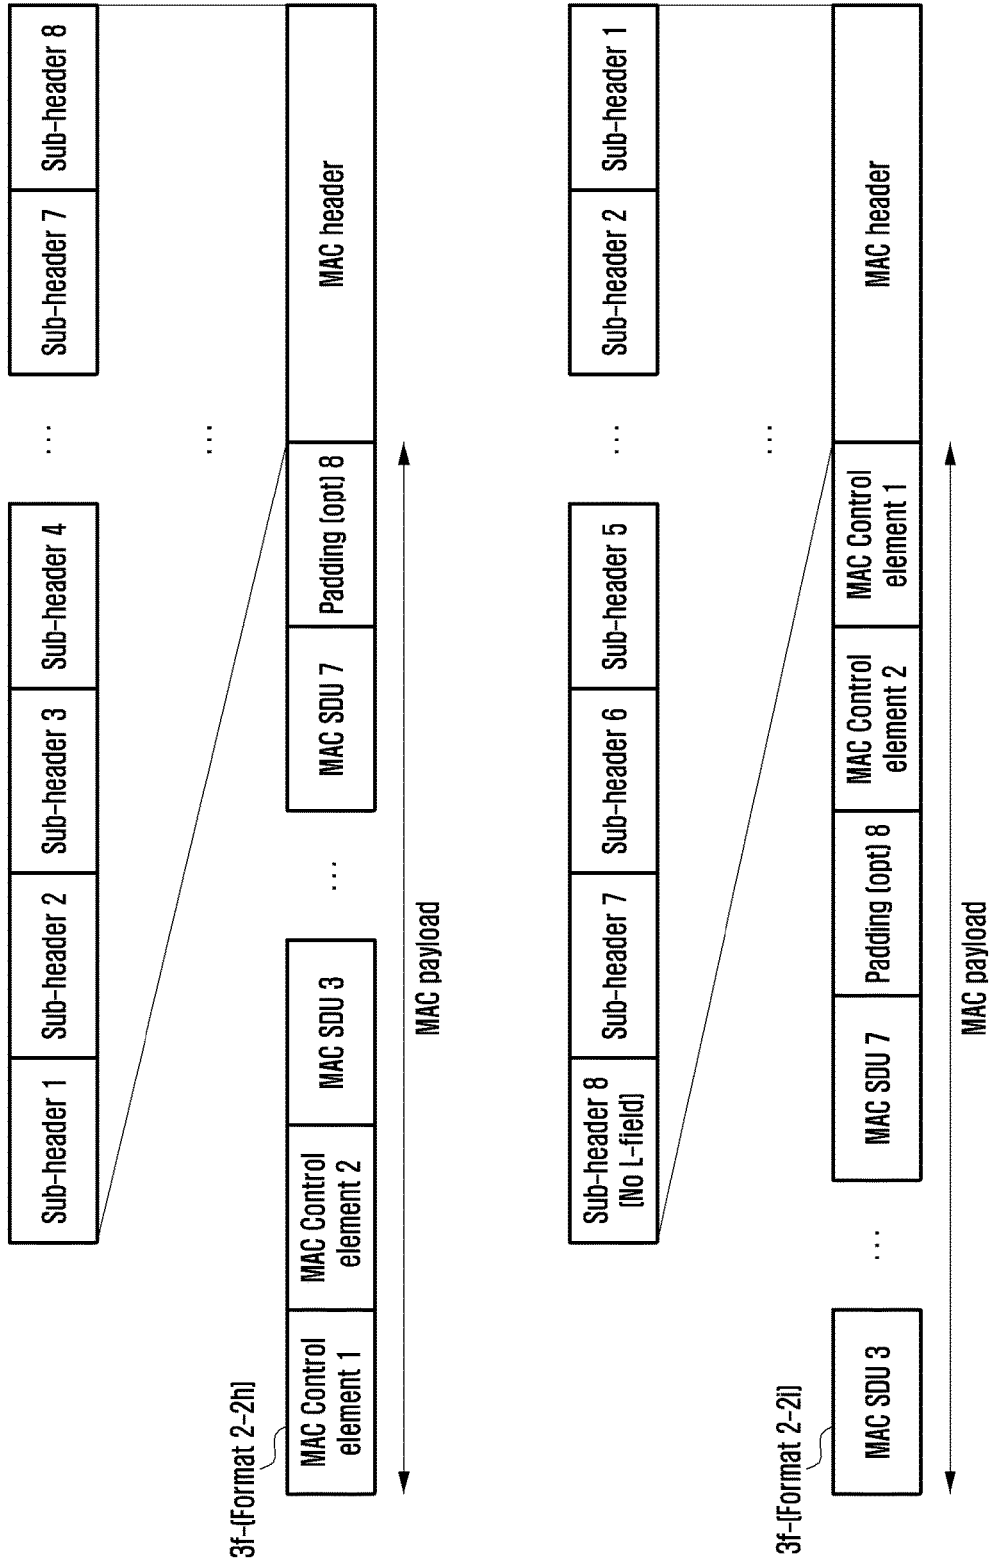 Sub-header 1
Sub-header 2
Sub-header 3
Sub-header 4
...
Sub-header 7
Sub-header 8
...
3f-(Format 2-2h)
MAC Control
element 1
MAC Control
element 2
MAC SDU 3
...
MAC SDU 7
Padding (opt) 8
MAC header
MAC payload
Sub-header 8
(No L-field)
Sub-header 7
Sub-header 6
Sub-header 5
...
Sub-header 2
Sub-header 1
...
3f-(Format 2-2i)
MAC SDU 3
...
MAC SDU 7
Padding (opt) 8
MAC Control
element 2
MAC Control
element 1
MAC header
MAC payload